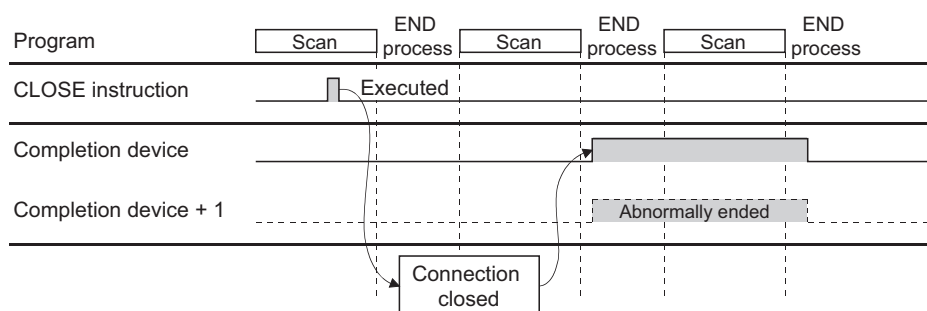 Program
Scan
END
process
Scan
END
process
Scan
END
process
CLOSE instruction
Executed
Completion device
Completion device + 1
Abnormally ended
Connection
closed